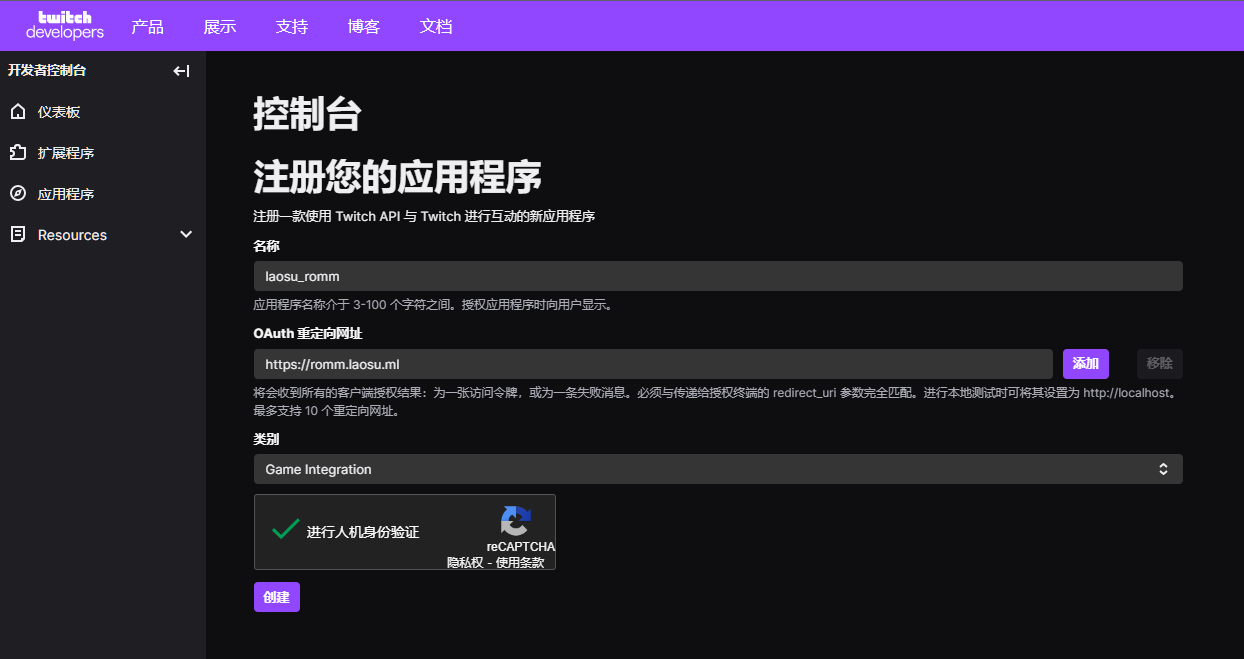 twitch
developers
产品
展示
支持
博客
文档
开发者控制台
仪表板
扩展程序
应用程序
Resources
控制台
注册您的应用程序
注册一款使用 Twitch API 与 Twitch 进行互动的新应用程序
名称
laosu_romm
应用程序名称介于 3-100 个字符之间。授权应用程序时向用户显示。
OAuth 重定向网址
https://romm.laosu.ml
添加
移除
将会收到所有的客户端授权结果：为一张访问令牌，或为一条失败消息。必须与传递给授权终端的 redirect_uri 参数完全匹配。进行本地测试时可将其设置为 http://localhost。
最多支持 10 个重定向网址。
类别
Game Integration
进行人机身份验证
reCAPTCHA
隐私权 - 使用条款
创建